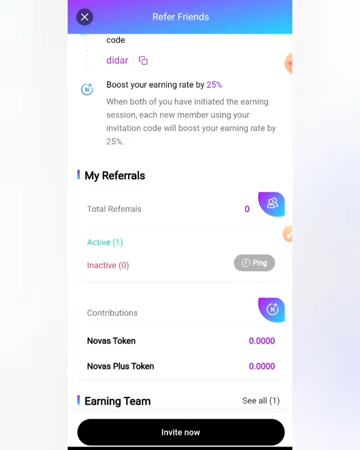 Refer Friends
code
didar
Boost your earning rate by 25%
When both of you have initiated the earning
session, each new member using your
invitation code will boost your earning rate by
25%.
My Referrals
Total Referrals 0
Active (1)
Inactive (0) Ping
Contributions
Novas Token 0.0000
Novas Plus Token 0.0000
Earning Team See all (1)
Invite now